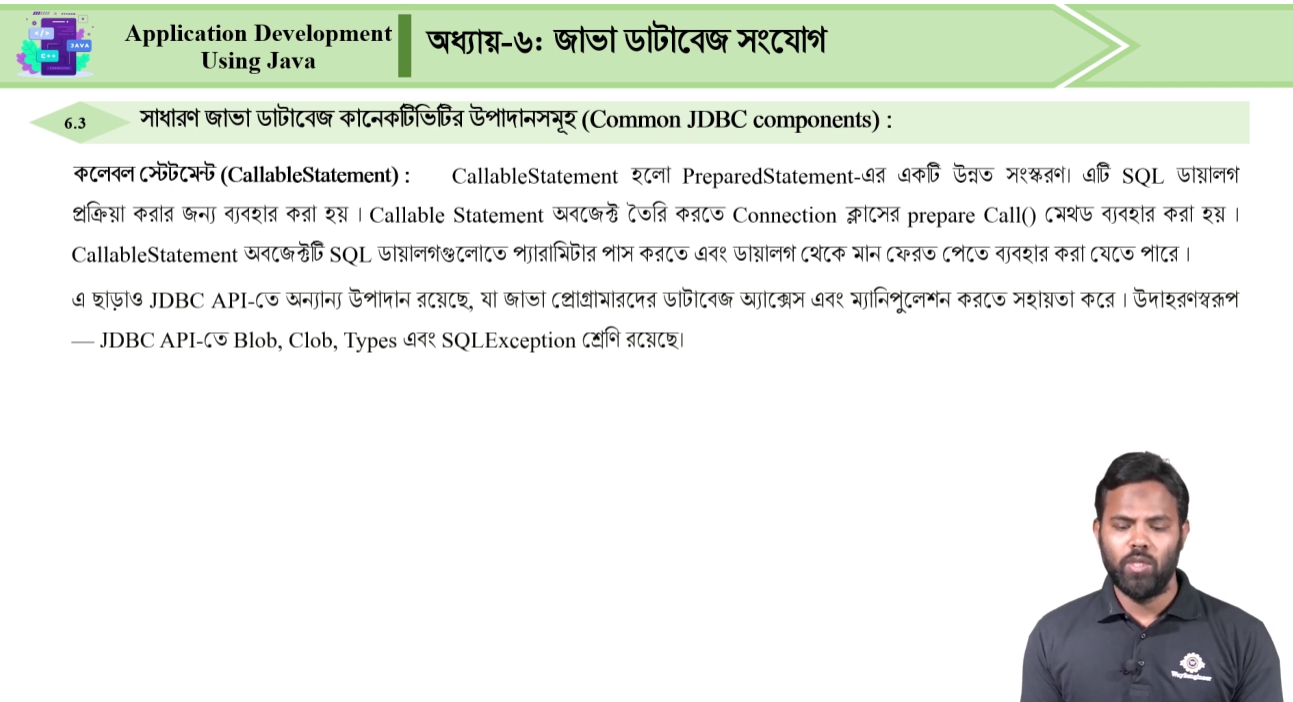 Application Development
Using Java
অধ্যায়-৬: জাভা ডাটাবেজ সংযোগ
6.3
সাধারণ জাভা ডাটাবেজ কানেকটিভিটির উপাদানসমূহ (Common JDBC components) :
কলেবল স্টেটমেন্ট (CallableStatement) : CallableStatement হলো PreparedStatement-এর একটি উন্নত সংস্করণ। এটি SQL ডায়ালগ
প্রক্রিয়া করার জন্য ব্যবহার করা হয় । Callable Statement অবজেক্ট তৈরি করতে Connection ক্লাসের prepare Call() মেথড ব্যবহার করা হয় ।
CallableStatement অবজেক্টটি SQL ডায়ালগগুলোতে প্যারামিটার পাস করতে এবং ডায়ালগ থেকে মান ফেরত পেতে ব্যবহার করা যেতে পারে ।
এ ছাড়াও JDBC API-তে অন্যান্য উপাদান রয়েছে, যা জাভা প্রোগ্রামারদের ডাটাবেজ অ্যাক্সেস এবং ম্যানিপুলেশন করতে সহায়তা করে । উদাহরণস্বরূপ
— JDBC API-তে Blob, Clob, Types এবং SQLException শ্রেণি রয়েছে।